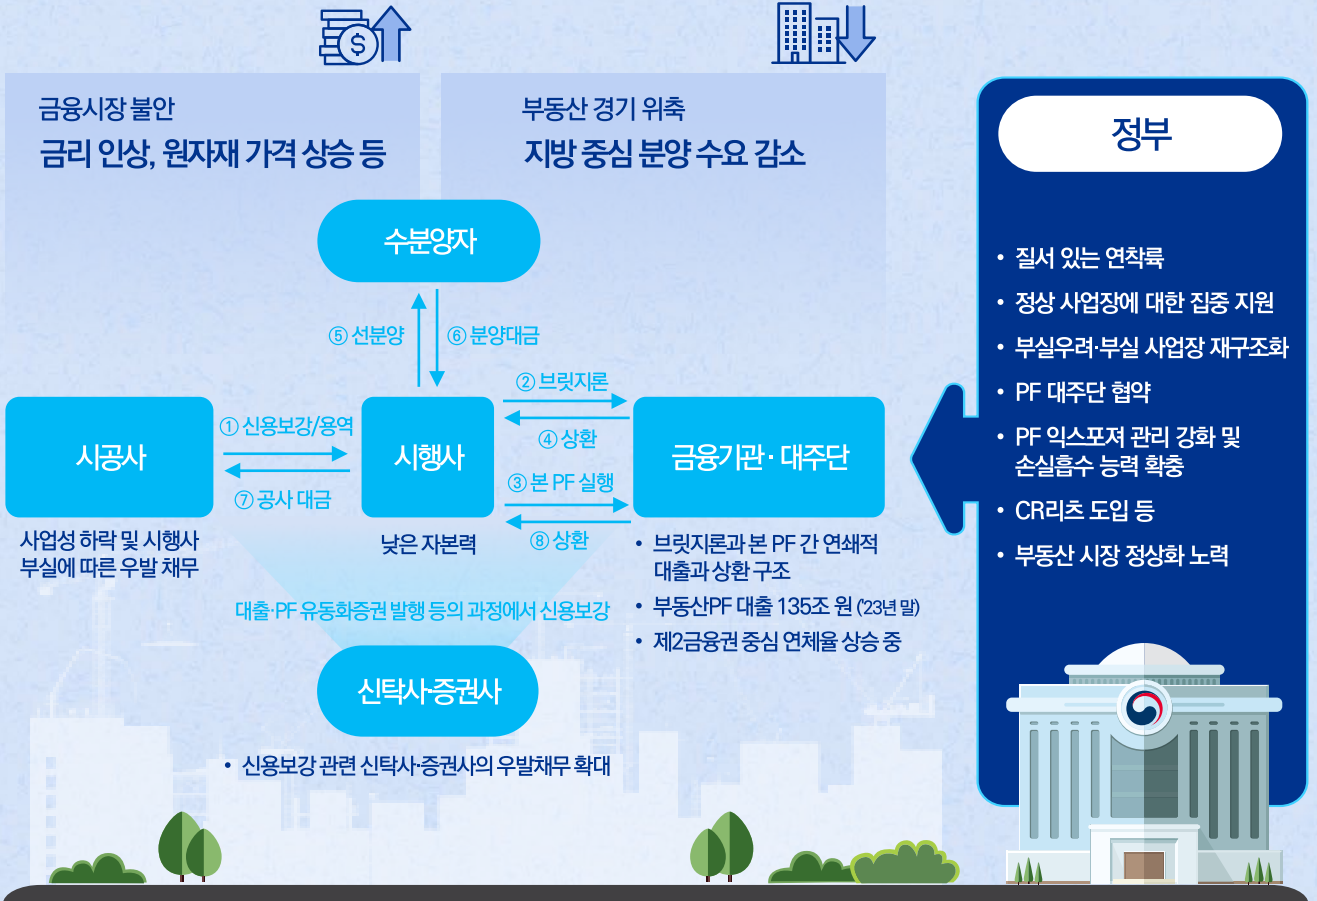 금융시장 불안
금리 인상, 원자재 가격 상승 등
부동산 경기 위축
지방 중심 분양 수요 감소
수분양자
⑤ 선분양
⑥ 분양대금
② 브릿지론
① 신용보강/용역
④ 상환
시공사
시행사
금융기관·대주단
③ 본 PF 실행
⑦ 공사 대금
⑧ 상환
사업성 하락 및 시행사
부실에 따른 우발 채무
낮은 자본력
• 브릿지론과 본 PF 간 연쇄적
대출과 상환 구조
• 부동산PF 대출 135조 원 ('23년 말)
• 제2금융권 중심 연체율 상승 중
대출·PF 유동화증권 발행 등의 과정에서 신용보강
신탁사·증권사
• 신용보강 관련 신탁사·증권사의 우발채무 확대
정부
• 질서 있는 연착륙
• 정상 사업장에 대한 집중 지원
• 부실우려·부실 사업장 재구조화
• PF 대주단 협약
• PF 익스포져 관리 강화 및
손실흡수 능력 확충
• CR리츠 도입 등
• 부동산 시장 정상화 노력